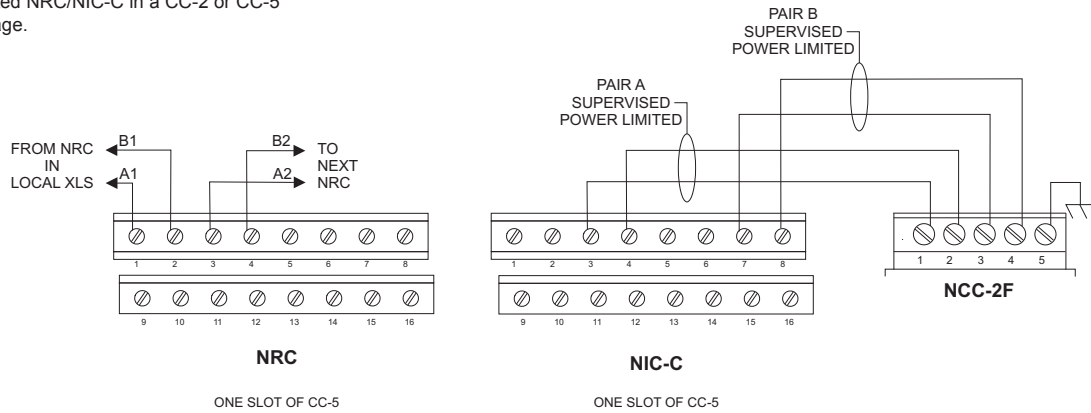 ed NRC/NIC-C in a CC-2 or CC-5
age.
PAIR B
SUPERVISED
POWER LIMITED
PAIR A
SUPERVISED
POWER LIMITED
FROM NRC
IN
LOCAL XLS
B1
A1
B2
A2
TO
NEXT
NRC
1 2 3 4 5 6 7 8
9 10 11 12 13 14 15 16
NRC
ONE SLOT OF CC-5
1 2 3 4 5 6 7 8
9 10 11 12 13 14 15 16
NIC-C
ONE SLOT OF CC-5
1 2 3 4 5
NCC-2F